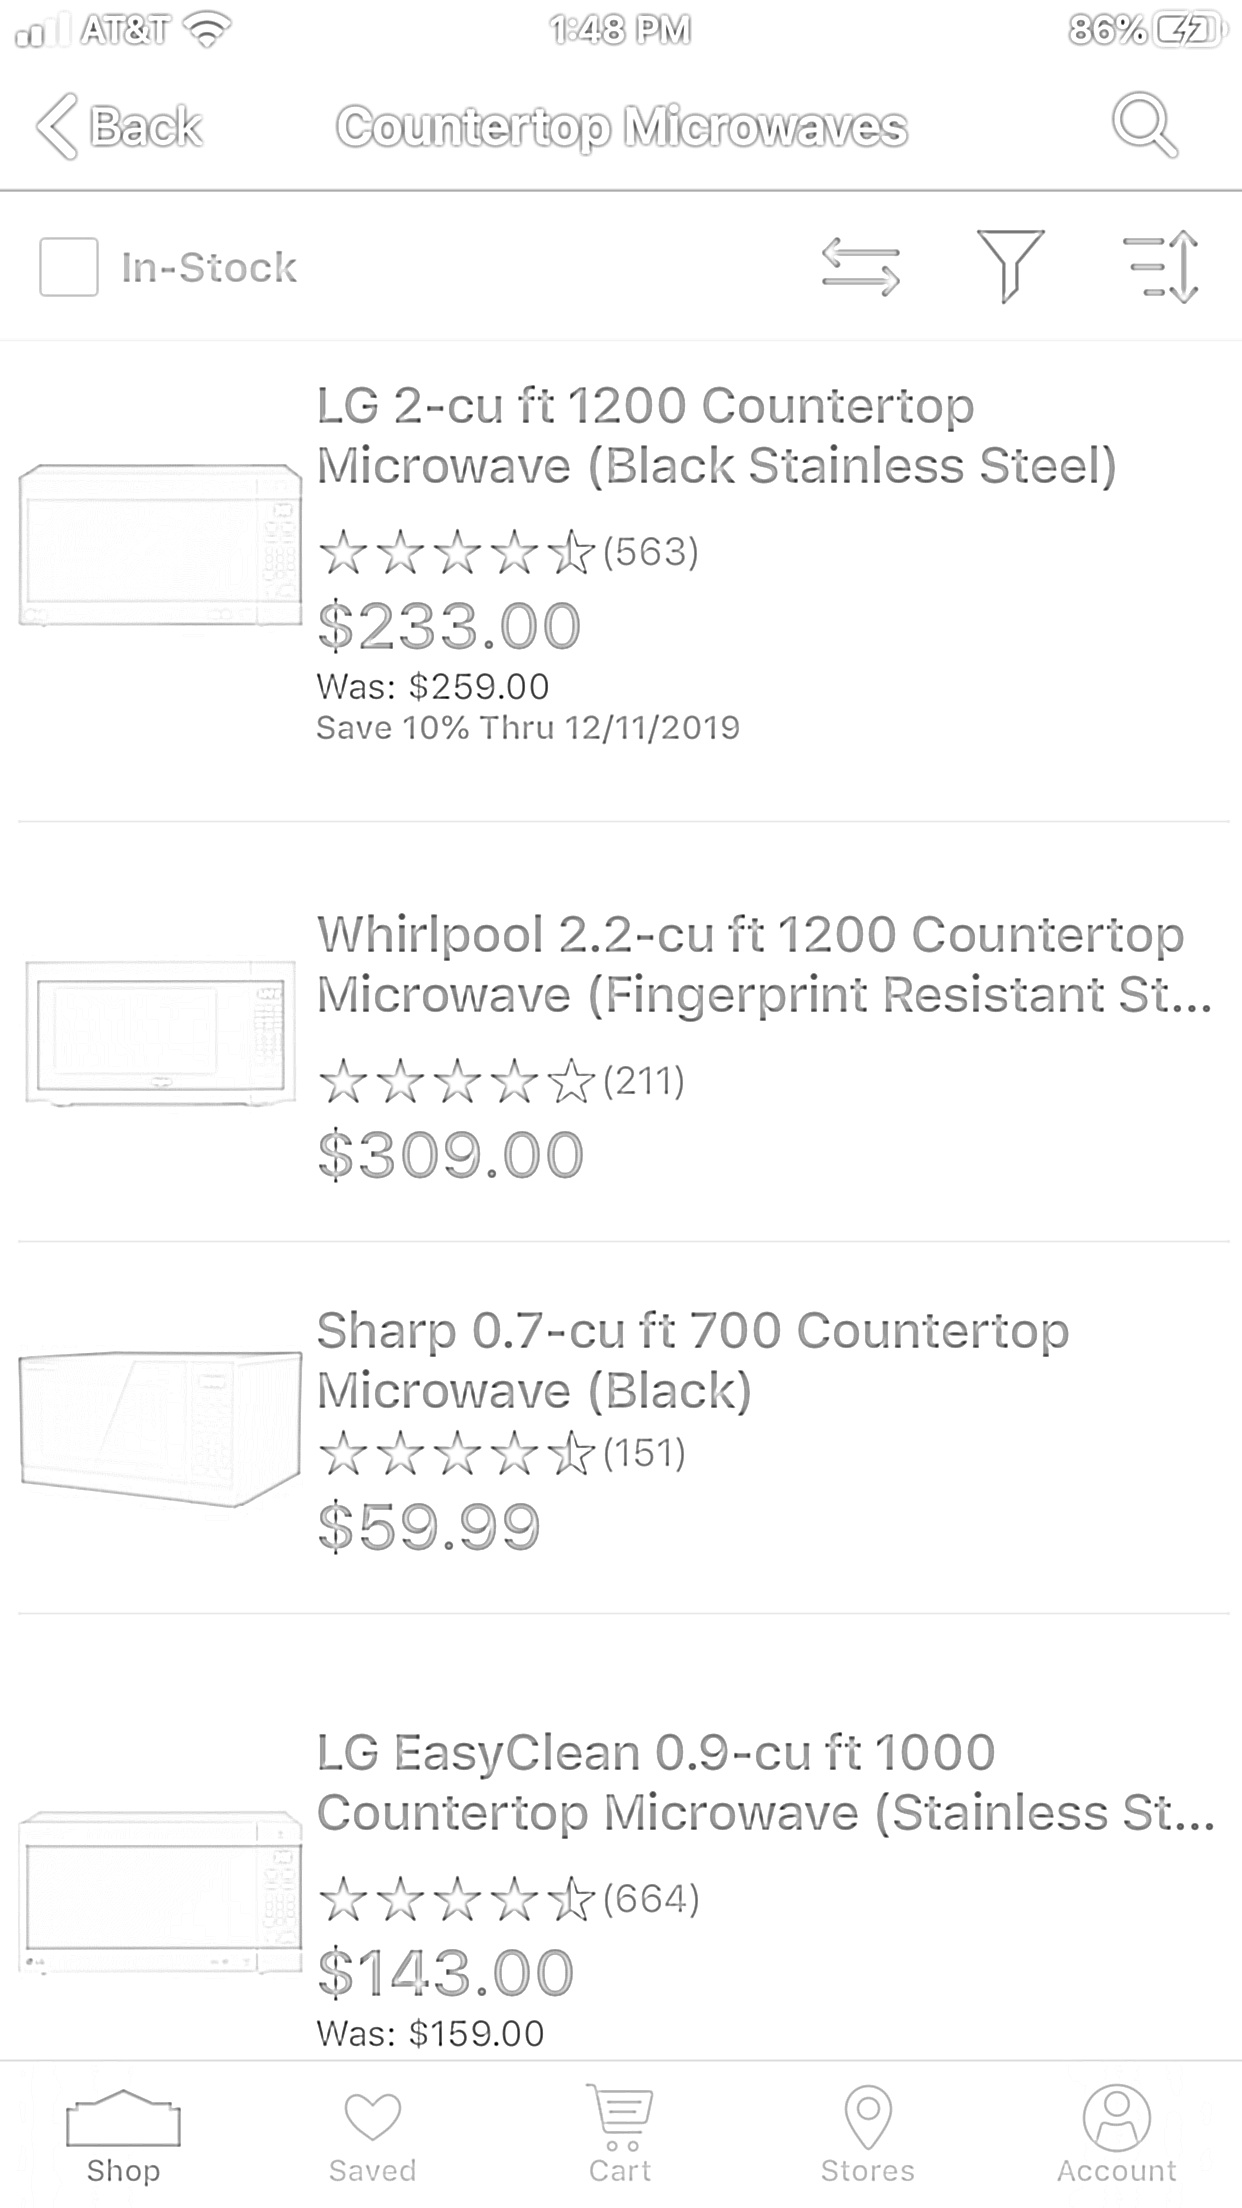 AT&T 1:48 PM 86%
Back Countertop Microwaves
In-Stock
LG 2-cu ft 1200 Countertop
Microwave (Black Stainless Steel)
(563)
$233.00
Was: $259.00
Save 10% Thru 12/11/2019
Whirlpool 2.2-cu ft 1200 Countertop
Microwave (Fingerprint Resistant St...
(211)
$309.00
Sharp 0.7-cu ft 700 Countertop
Microwave (Black)
(151)
$59.99
LG EasyClean 0.9-cu ft 1000
Countertop Microwave (Stainless St...
(664)
$143.00
Was: $159.00
Shop Saved Cart Stores Account